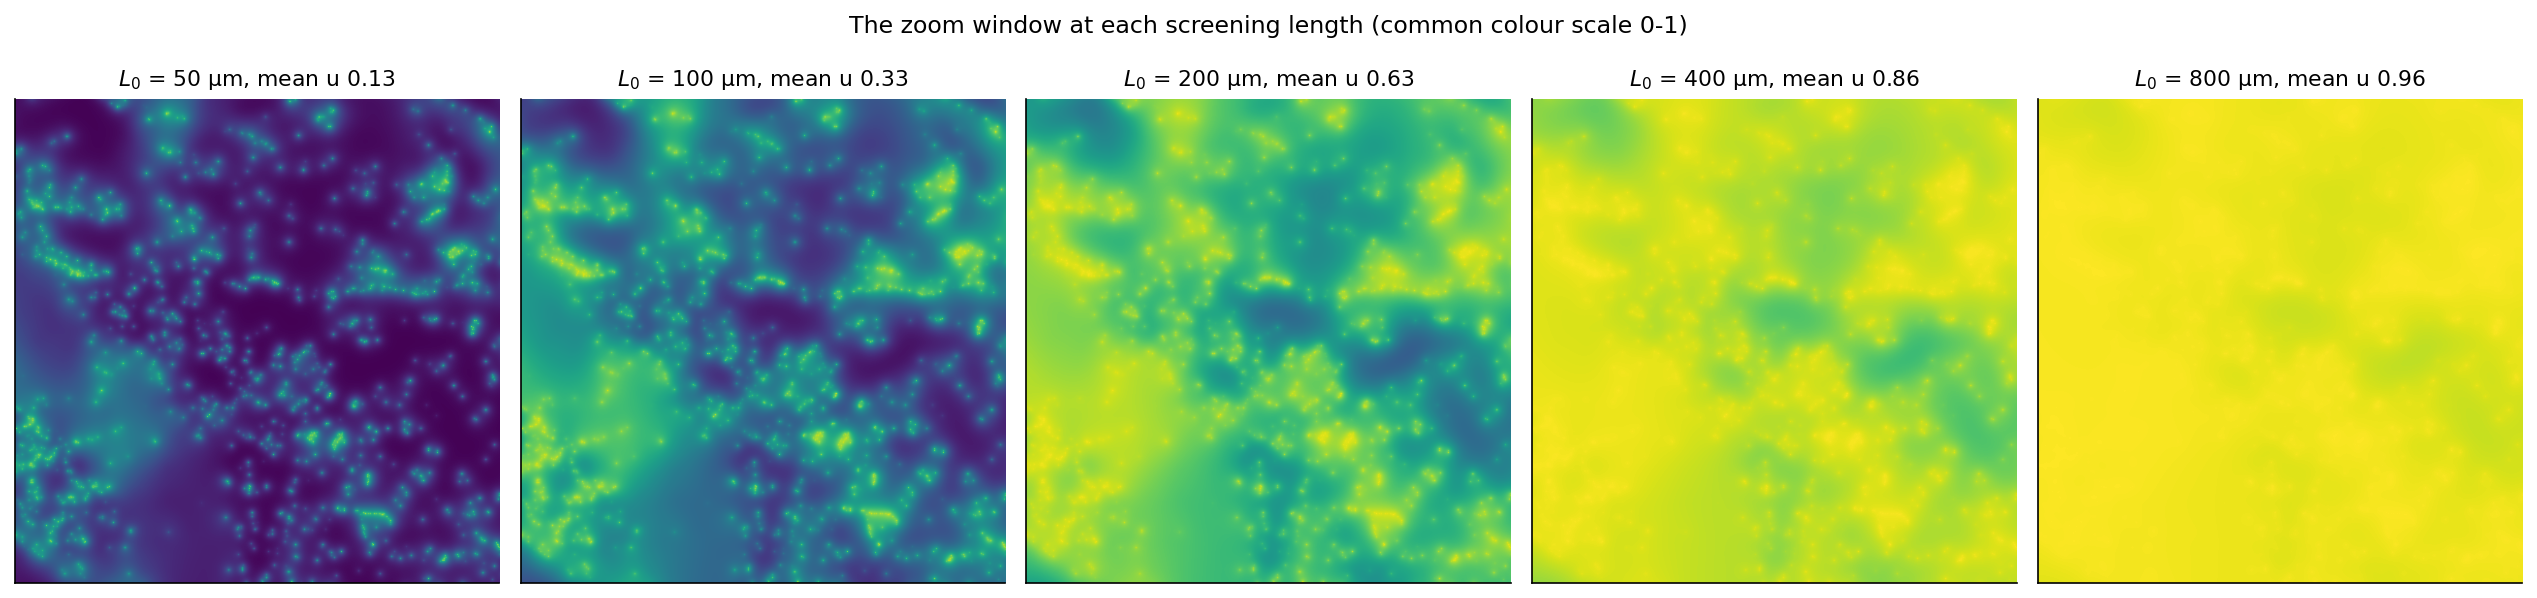 The zoom window at each screening length (common colour scale 0-1)
L₀ = 50 µm, mean u 0.13
L₀ = 100 µm, mean u 0.33
L₀ = 200 µm, mean u 0.63
L₀ = 400 µm, mean u 0.86
L₀ = 800 µm, mean u 0.96